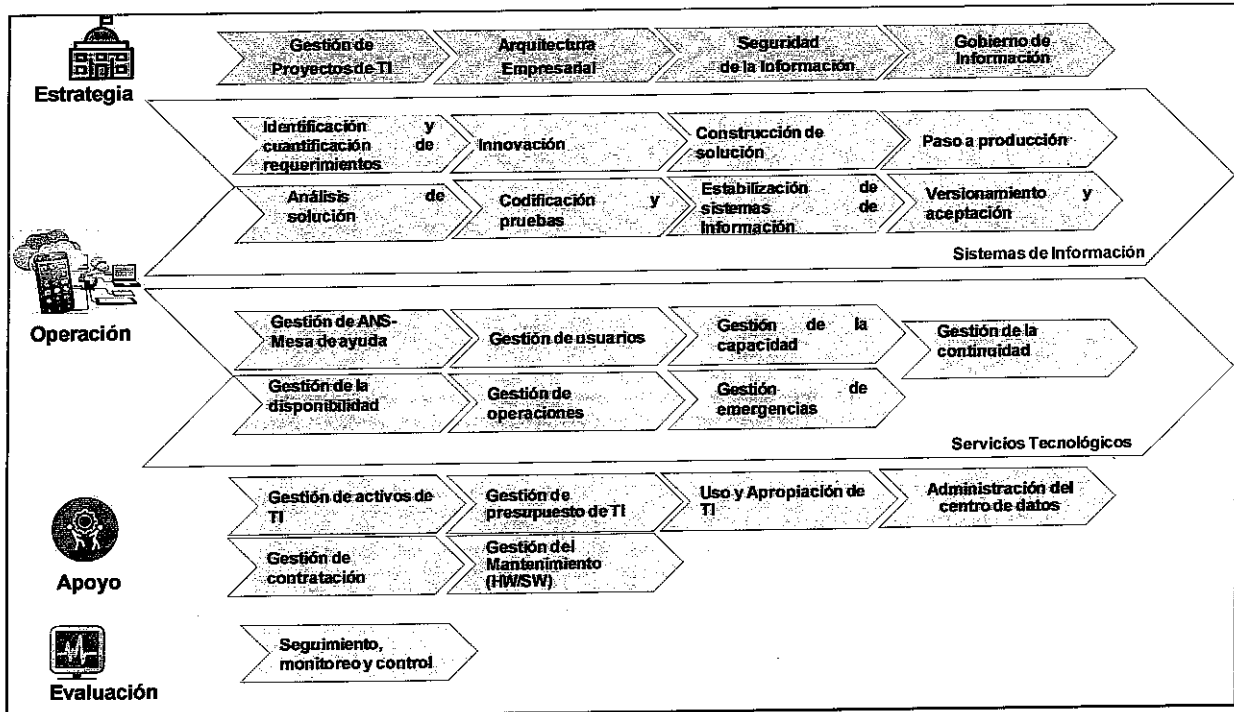 Estrategia
Gestión de
Proyectos de TI
Arquitectura
Empresarial
Seguridad
de la Información
Gobierno de
Información
Identificación y
cuantificación de
requerimientos
Innovación
Construcción de
solución
Paso a producción
Análisis de
solución
Codificación y
pruebas
Estabilización de
sistemas de
Información
Versionamiento y
aceptación
Sistemas de Información
Operación
Gestión de ANS-
Mesa de ayuda
Gestión de usuarios
Gestión de la
capacidad
Gestión de la
continuidad
Gestión de la
disponibilidad
Gestión de
operaciones
Gestión de
emergencias
Servicios Tecnológicos
Apoyo
Gestión de activos de
TI
Gestión de
presupuesto de TI
Uso y Apropiación de
TI
Administración del
centro de datos
Gestión de
contratación
Gestión del
Mantenimiento
(HW/SW)
Evaluación
Seguimiento,
monitoreo y control